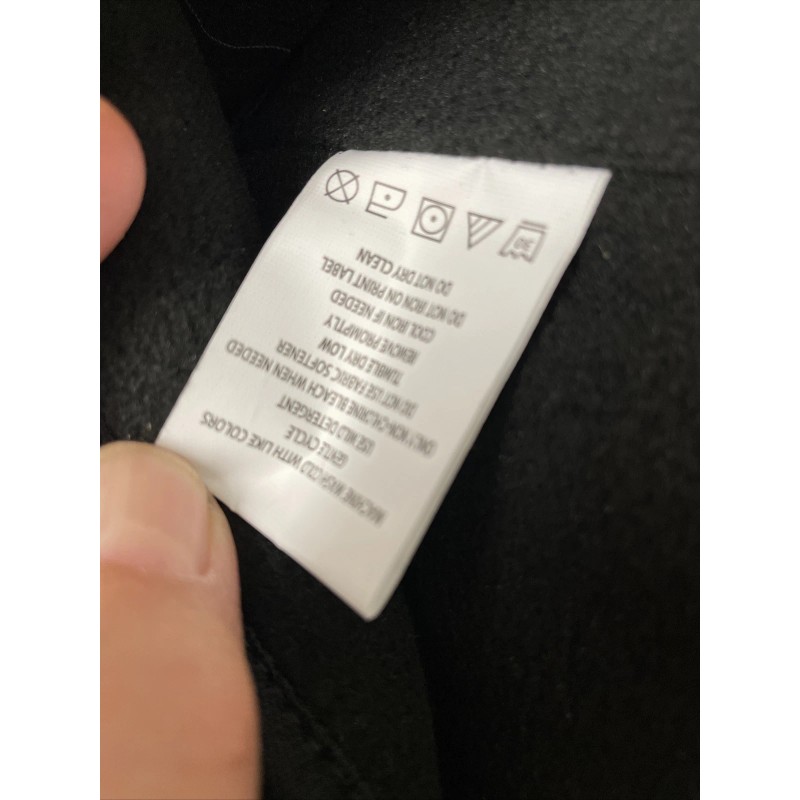 MACHINE WASH COLD WITH LIKE COLORS
GENTLE CYCLE
USE MILD DETERGENT
(ONLY NON-CHLORINE BLEACH WHEN NEEDED
DO NOT USE FABRIC SOFTENER
TUMBLE DRY LOW
REMOVE PROMPTLY
COOL IRON IF NEEDED
DO NOT IRON ON PRINT LABEL
DO NOT DRY CLEAN
30